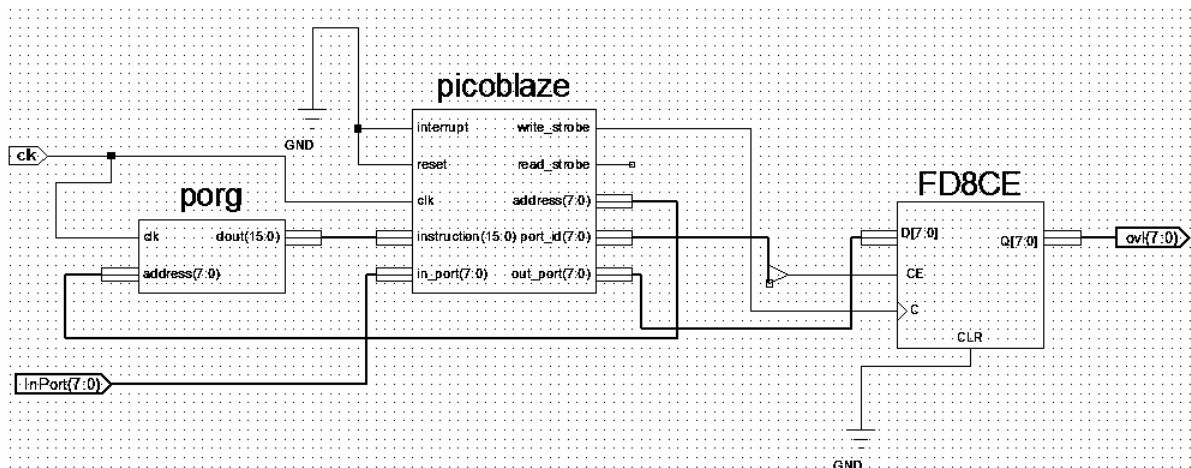 picoblaze
interrupt write_strobe
GND
clk
reset read_strobe
porg
FD8CE
clk address(7:0)
clk dout(15:0)
instruction(15:0) port_id(7:0)
D[7:0] Q[7:0]
ovl(7:0)
address(7:0)
in_port(7:0) out_port(7:0)
CE
C
CLR
InPort(7:0)
GND